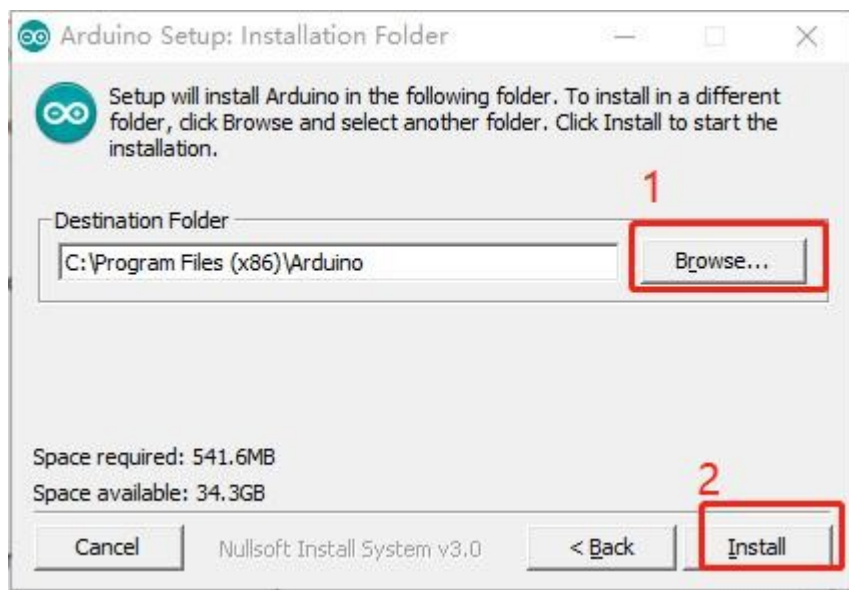 Arduino Setup: Installation Folder
Setup will install Arduino in the following folder. To install in a different
folder, click Browse and select another folder. Click Install to start the
installation.
1
Destination Folder
C:\Program Files (x86)\Arduino
Browse...
Space required: 541.6MB
Space available: 34.3GB
2
Cancel
Nullsoft Install System v3.0
< Back
Install